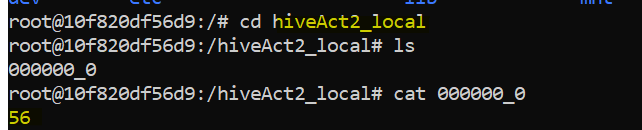 root@10f820df56d9:/# cd hiveAct2_local
root@10f820df56d9:/hiveAct2_local# ls
000000_0
root@10f820df56d9:/hiveAct2_local# cat 000000_0
56